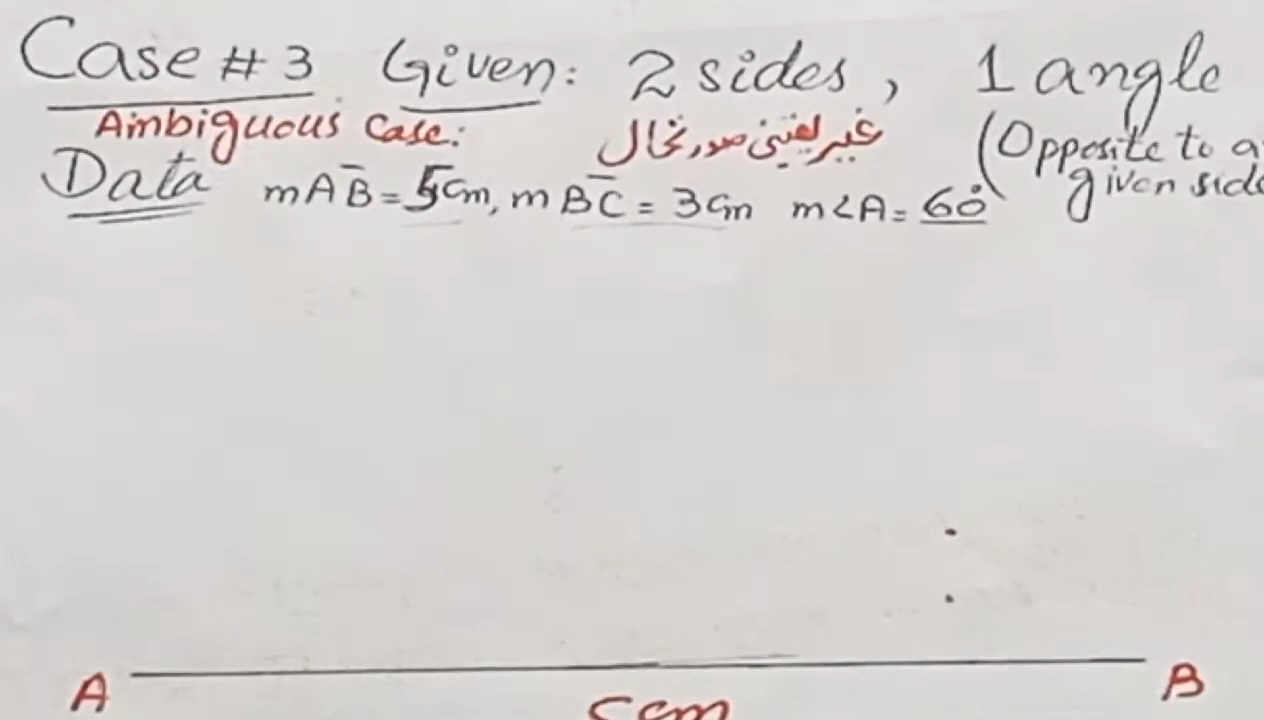 Case # 3 Given: 2 sides, 1 angle
Ambiguous Case: غیر یقینی صورتحال (Opposite to a
given side
Data mAB = 5cm, mBC = 3cm m∠A = 60°
A B
5cm